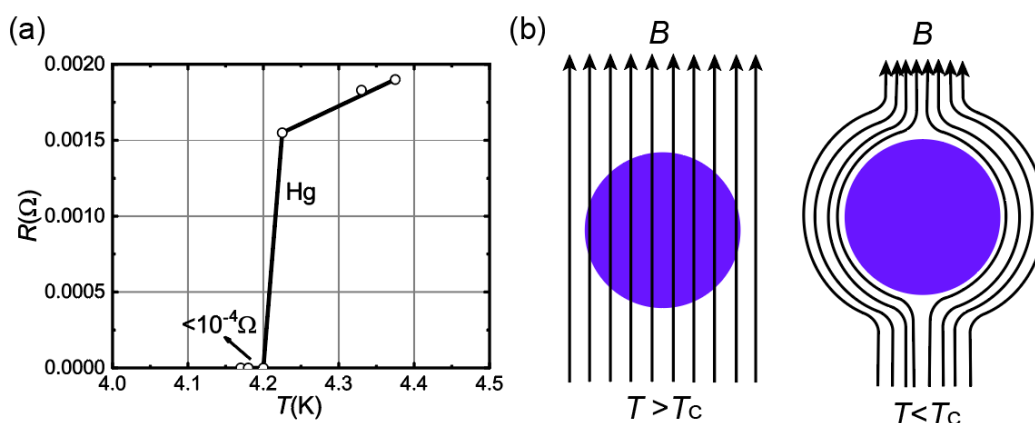 (a)
0.0020
0.0015
0.0010
0.0005
0.0000
R(Ω)
Hg
<10⁻⁴Ω
4.0 4.1 4.2 4.3 4.4 4.5
T(K)
(b)
B
T >TC
B
T<TC